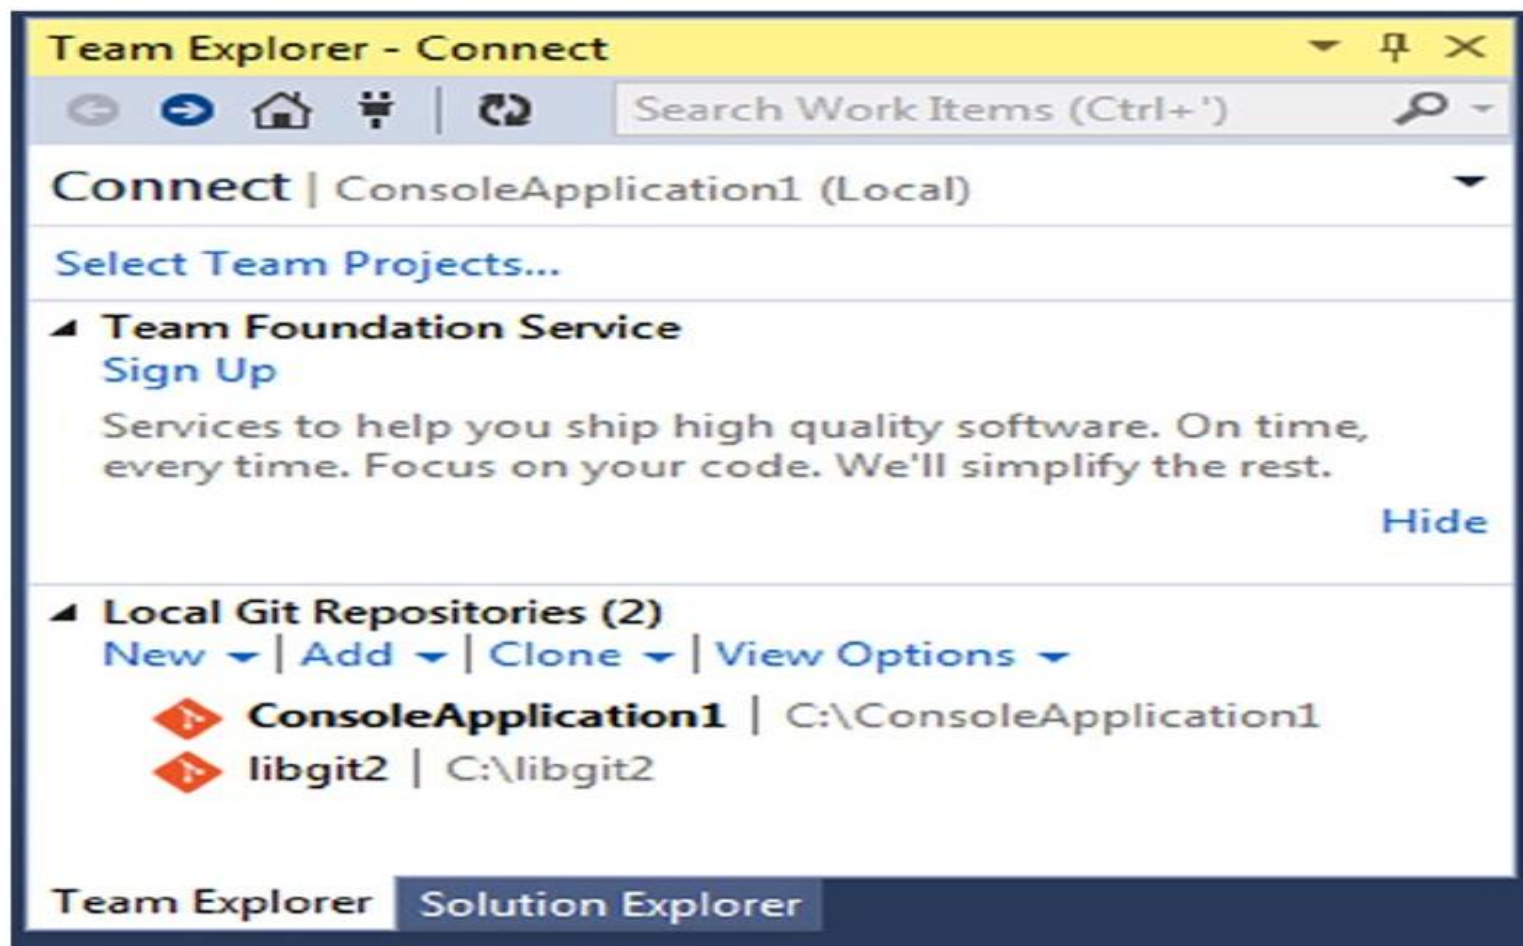 Team Explorer - Connect
Search Work Items (Ctrl+')
Connect | ConsoleApplication1 (Local)
Select Team Projects...
Team Foundation Service
Sign Up
Services to help you ship high quality software. On time,
every time. Focus on your code. We'll simplify the rest.
Hide
Local Git Repositories (2)
New | Add | Clone | View Options
ConsoleApplication1 | C:\ConsoleApplication1
libgit2 | C:\libgit2
Team Explorer Solution Explorer